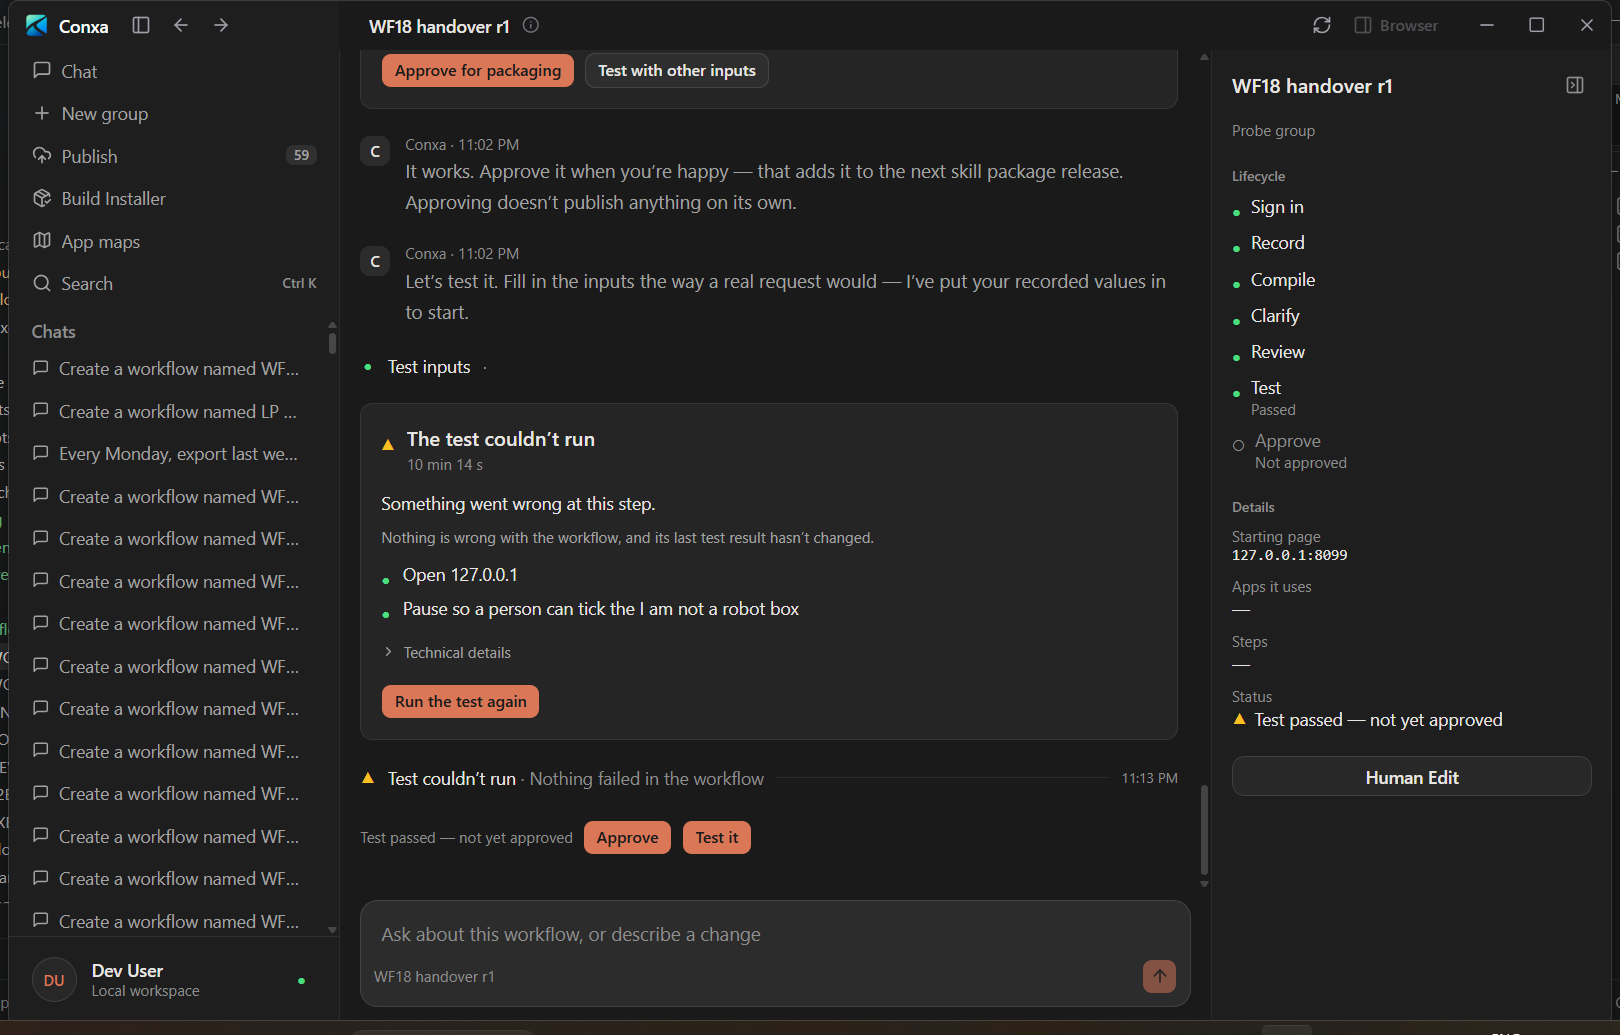 Conxa
WF18 handover r1
Browser
Chat
New group
Publish
59
Build Installer
App maps
Search
Ctrl K
Chats
Create a workflow named WF...
Create a workflow named LP ...
Every Monday, export last we...
Create a workflow named WF...
Create a workflow named WF...
Create a workflow named WF...
Create a workflow named WF...
Create a workflow named WF...
Create a workflow named WF...
Create a workflow named WF...
Create a workflow named WF...
Create a workflow named WF...
Create a workflow named WF...
Create a workflow named WF...
DU
Dev User
Local workspace
Approve for packaging
Test with other inputs
C
Conxa · 11:02 PM
It works. Approve it when you’re happy — that adds it to the next skill package release.
Approving doesn’t publish anything on its own.
C
Conxa · 11:02 PM
Let’s test it. Fill in the inputs the way a real request would — I’ve put your recorded values in
to start.
Test inputs ·
The test couldn’t run
10 min 14 s
Something went wrong at this step.
Nothing is wrong with the workflow, and its last test result hasn’t changed.
Open 127.0.0.1
Pause so a person can tick the I am not a robot box
Technical details
Run the test again
Test couldn’t run · Nothing failed in the workflow
11:13 PM
Test passed — not yet approved
Approve
Test it
Ask about this workflow, or describe a change
WF18 handover r1
WF18 handover r1
Probe group
Lifecycle
Sign in
Record
Compile
Clarify
Review
Test
Passed
Approve
Not approved
Details
Starting page
127.0.0.1:8099
Apps it uses
—
Steps
—
Status
Test passed — not yet approved
Human Edit